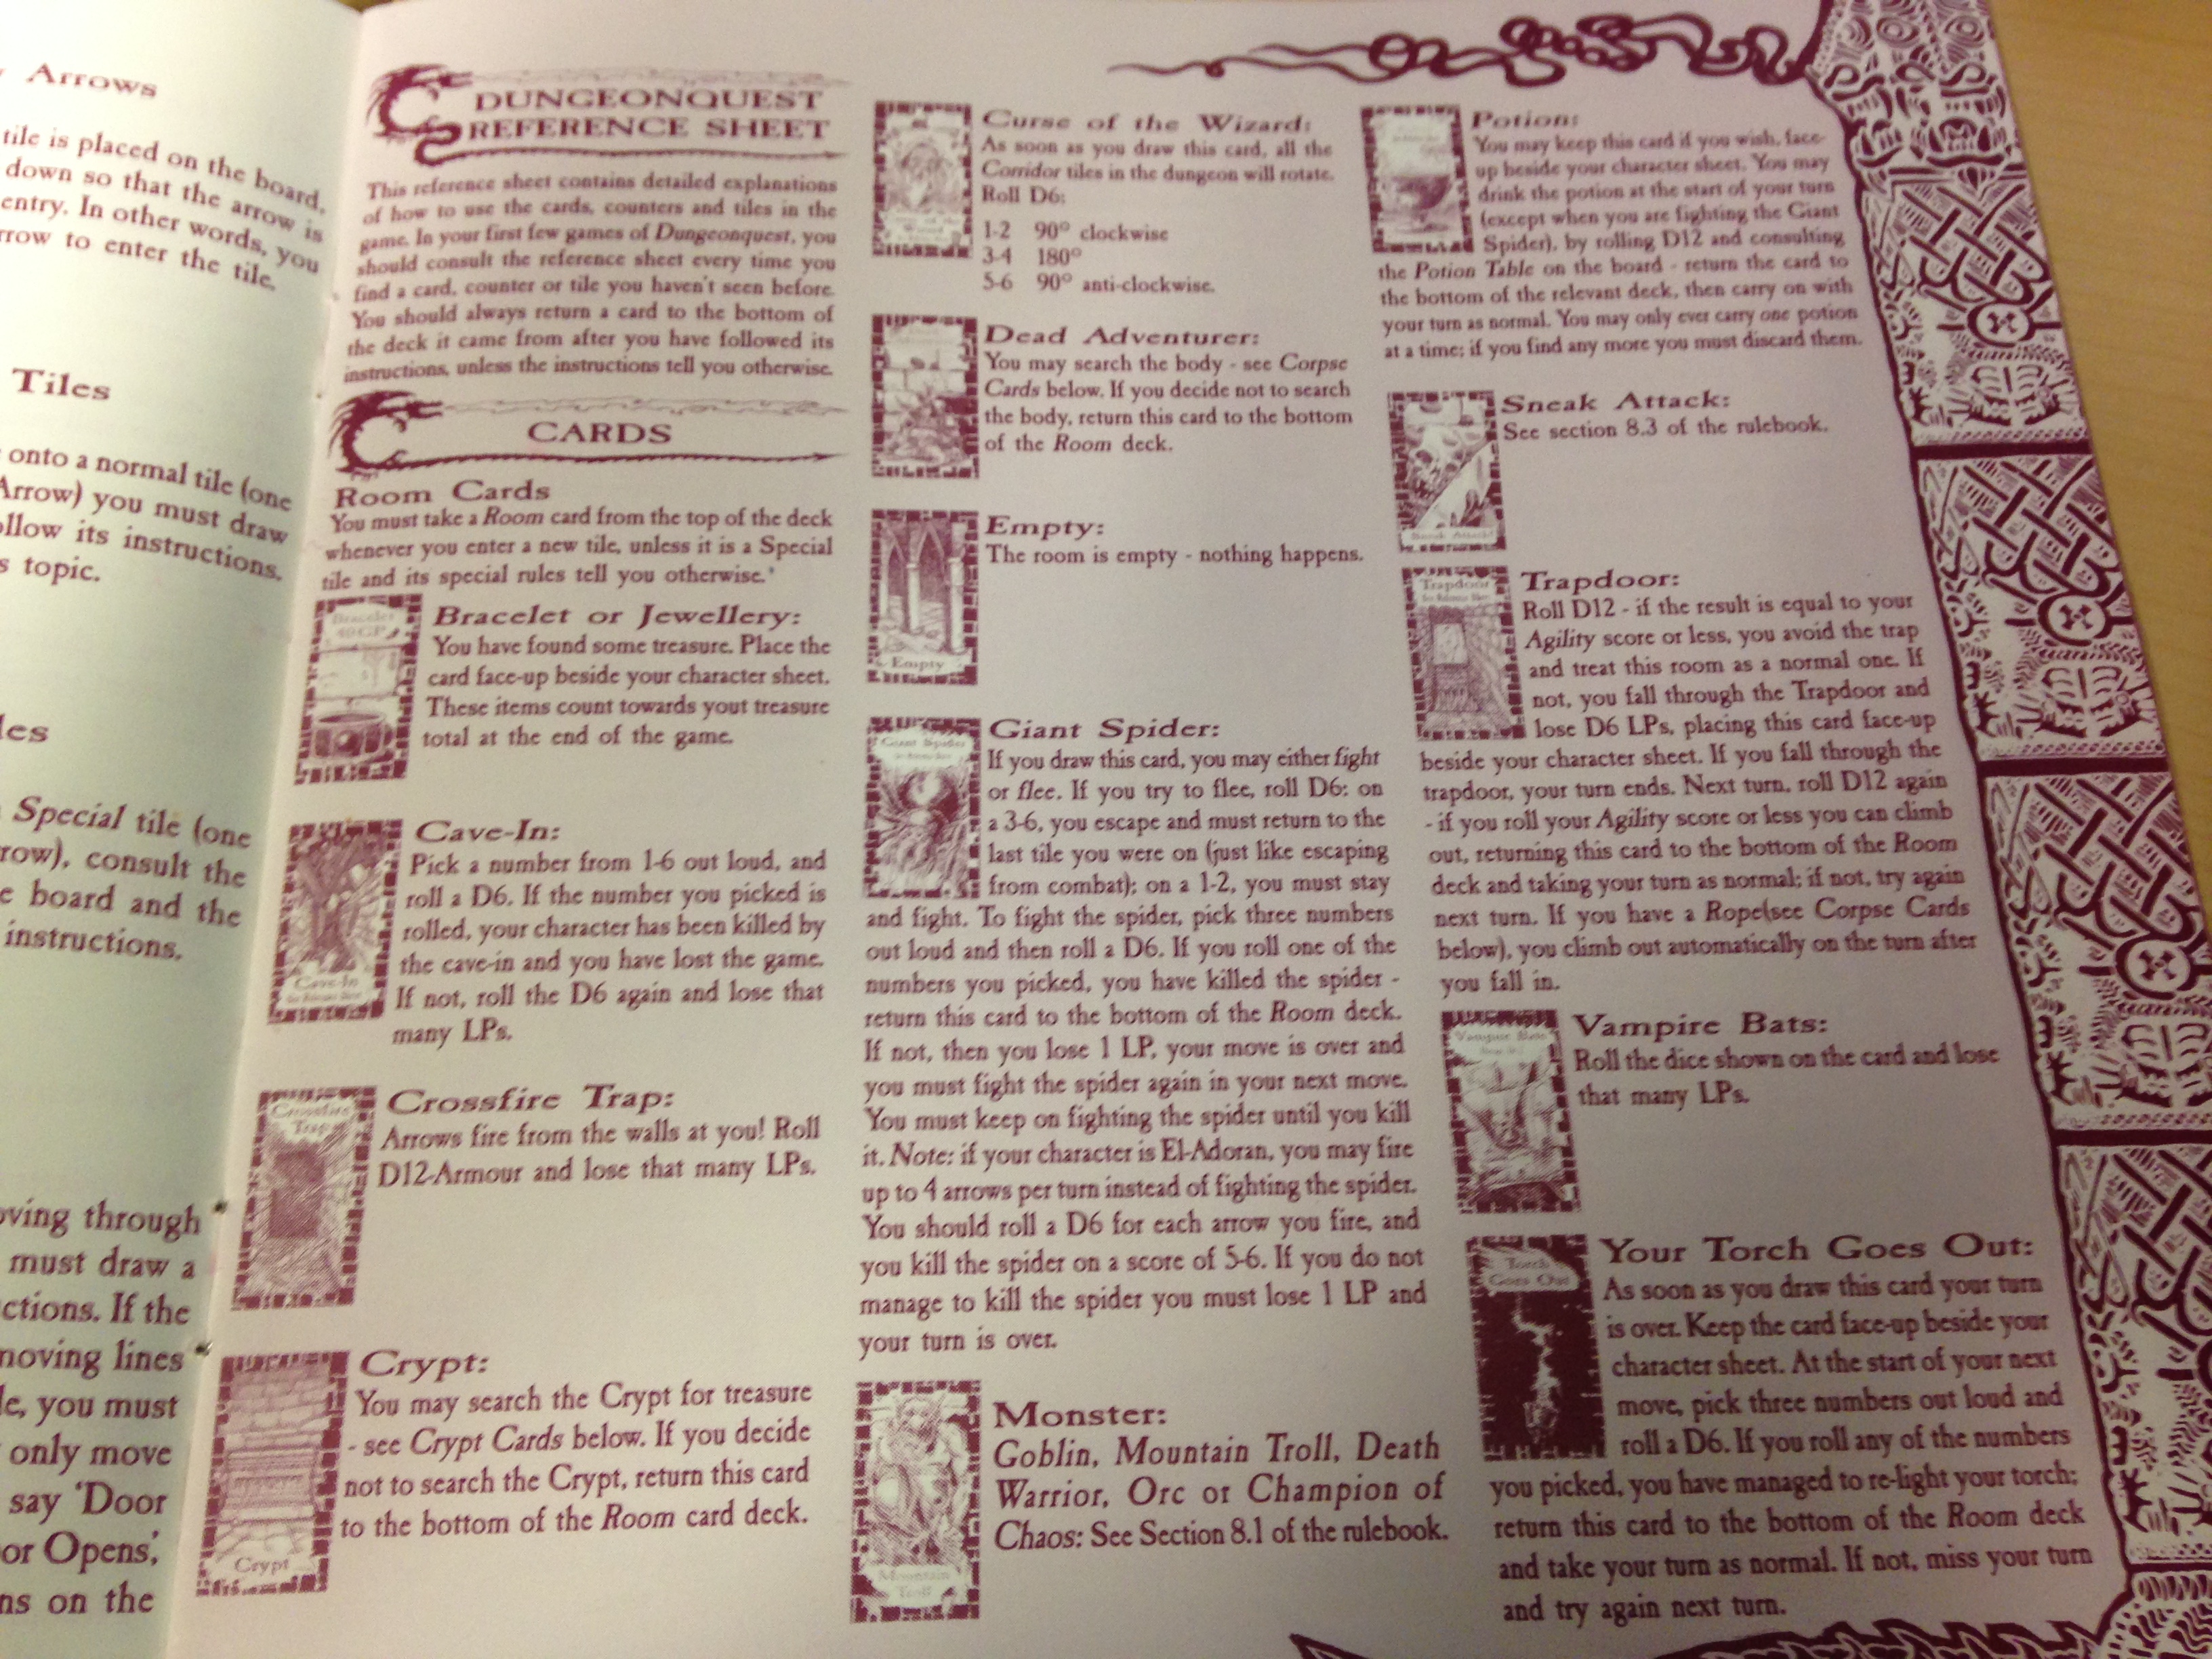 Arrows
tile is placed on the board,
down so that the arrow is
entry. In other words, you
rrow to enter the tile.
Tiles
onto a normal tile (one
Arrow) you must draw
ollow its instructions.
s topic.
les
Special tile (one
row), consult the
e board and the
instructions.
oving through
must draw a
ctions. If the
moving lines
le, you must
only move
say 'Door
or Opens',
ns on the
DUNGEONQUEST
REFERENCE SHEET
This reference sheet contains detailed explanations
of how to use the cards, counters and tiles in the
game. In your first few games of Dungeonquest, you
should consult the reference sheet every time you
find a card, counter or tile you haven't seen before.
You should always return a card to the bottom of
the deck it came from after you have followed its
instructions, unless the instructions tell you otherwise.
CARDS
Room Cards
You must take a Room card from the top of the deck
whenever you enter a new tile, unless it is a Special
tile and its special rules tell you otherwise.
Bracelet
40GP
Bracelet or Jewellery:
You have found some treasure. Place the
card face-up beside your character sheet.
These items count towards yout treasure
total at the end of the game.
Cave-In
Cave-In:
Pick a number from 1-6 out loud, and
roll a D6. If the number you picked is
rolled, your character has been killed by
the cave-in and you have lost the game.
If not, roll the D6 again and lose that
many LPs.
Crossfire
Trap
Crossfire Trap:
Arrows fire from the walls at you! Roll
D12-Armour and lose that many LPs.
Crypt
Crypt:
You may search the Crypt for treasure
- see Crypt Cards below. If you decide
not to search the Crypt, return this card
to the bottom of the Room card deck.
Curse of the Wizard:
As soon as you draw this card, all the
Corridor tiles in the dungeon will rotate.
Roll D6:
1-2 90° clockwise
3-4 180°
5-6 90° anti-clockwise.
Dead Adventurer:
You may search the body - see Corpse
Cards below. If you decide not to search
the body, return this card to the bottom
of the Room deck.
Empty
Empty:
The room is empty - nothing happens.
Giant Spider
Giant Spider:
If you draw this card, you may either fight
or flee. If you try to flee, roll D6: on
a 3-6, you escape and must return to the
last tile you were on (just like escaping
from combat); on a 1-2, you must stay
and fight. To fight the spider, pick three numbers
out loud and then roll a D6. If you roll one of the
numbers you picked, you have killed the spider -
return this card to the bottom of the Room deck.
If not, then you lose 1 LP, your move is over and
you must fight the spider again in your next move.
You must keep on fighting the spider until you kill
it. Note: if your character is El-Adoran, you may fire
up to 4 arrows per turn instead of fighting the spider.
You should roll a D6 for each arrow you fire, and
you kill the spider on a score of 5-6. If you do not
manage to kill the spider you must lose 1 LP and
your turn is over.
Mountain
Troll
Monster:
Goblin, Mountain Troll, Death
Warrior, Orc or Champion of
Chaos: See Section 8.1 of the rulebook.
Potion:
You may keep this card if you wish, face-
up beside your character sheet. You may
drink the potion at the start of your turn
(except when you are fighting the Giant
Spider), by rolling D12 and consulting
the Potion Table on the board - return the card to
the bottom of the relevant deck, then carry on with
your turn as normal. You may only ever carry one potion
at a time; if you find any more you must discard them.
Sneak Attack!
Sneak Attack:
See section 8.3 of the rulebook.
Trapdoor
Trapdoor:
Roll D12 - if the result is equal to your
Agility score or less, you avoid the trap
and treat this room as a normal one. If
not, you fall through the Trapdoor and
lose D6 LPs, placing this card face-up
beside your character sheet. If you fall through the
trapdoor, your turn ends. Next turn, roll D12 again
- if you roll your Agility score or less you can climb
out, returning this card to the bottom of the Room
deck and taking your turn as normal; if not, try again
next turn. If you have a Rope(see Corpse Cards
below), you climb out automatically on the turn after
you fall in.
Vampire Bats
Vampire Bats:
Roll the dice shown on the card and lose
that many LPs.
Torch
Goes Out
Your Torch Goes Out:
As soon as you draw this card your turn
is over. Keep the card face-up beside your
character sheet. At the start of your next
move, pick three numbers out loud and
roll a D6. If you roll any of the numbers
you picked, you have managed to re-light your torch;
return this card to the bottom of the Room deck
and take your turn as normal. If not, miss your turn
and try again next turn.